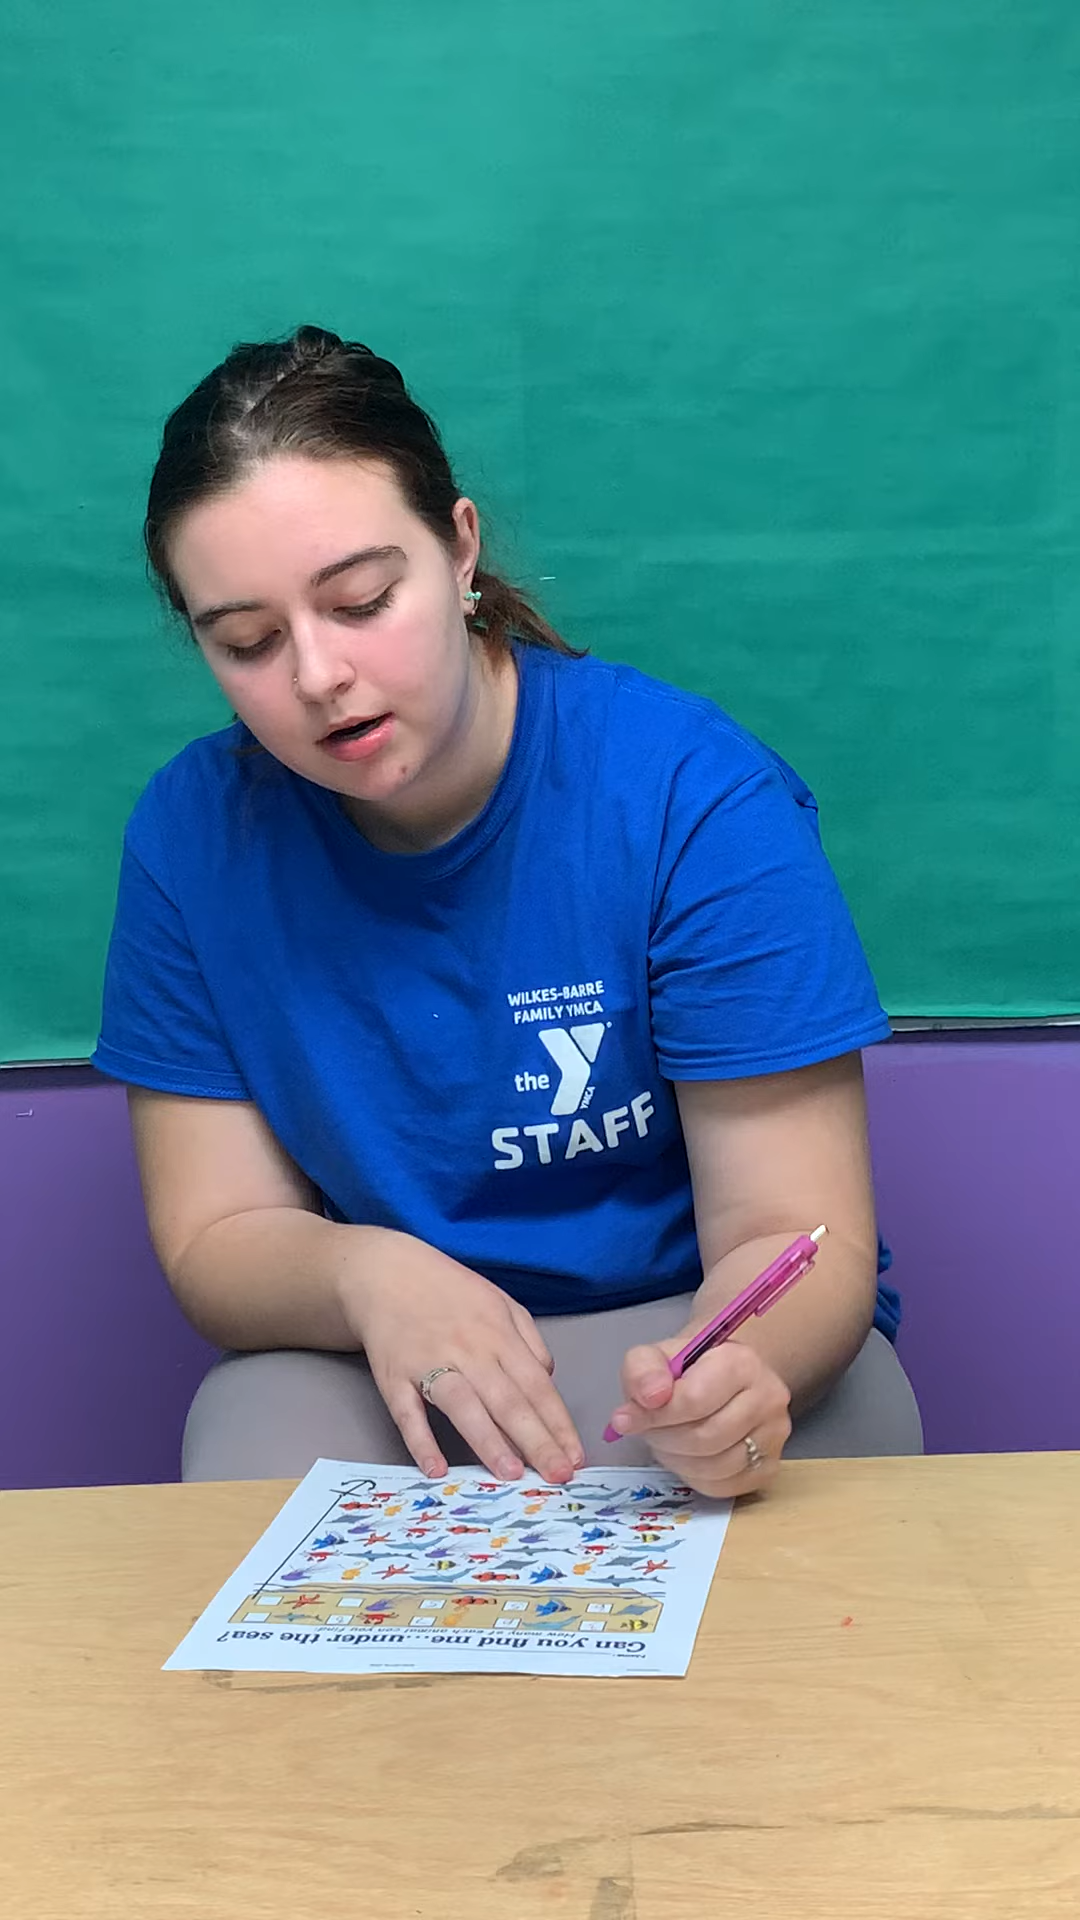 WILKES-BARRE
FAMILY YMCA
the
YMCA
STAFF
Name:
Can you find me...under the sea?
How many of each animal can you find?